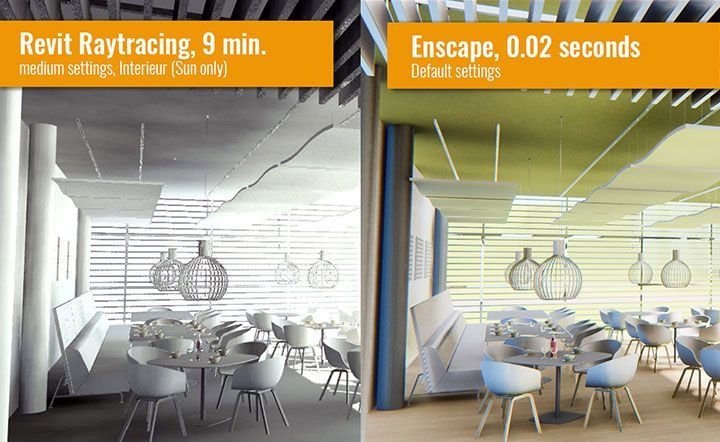 Revit Raytracing, 9 min.
medium settings, Interieur (Sun only)
Enscape, 0.02 seconds
Default settings